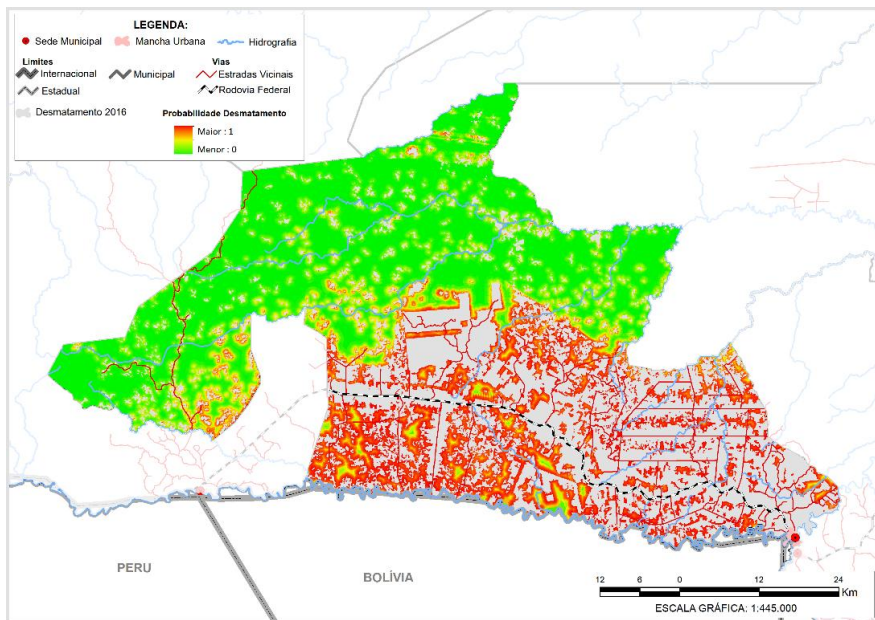 LEGENDA:
Sede Municipal Mancha Urbana Hidrografia
Limites Vias
Internacional Municipal Estradas Vicinais
Estadual Rodovia Federal
Desmatamento 2016 Probabilidade Desmatamento
Maior : 1
Menor : 0
PERU
BOLÍVIA
12 6 0 12 24
Km
ESCALA GRÁFICA: 1:445.000